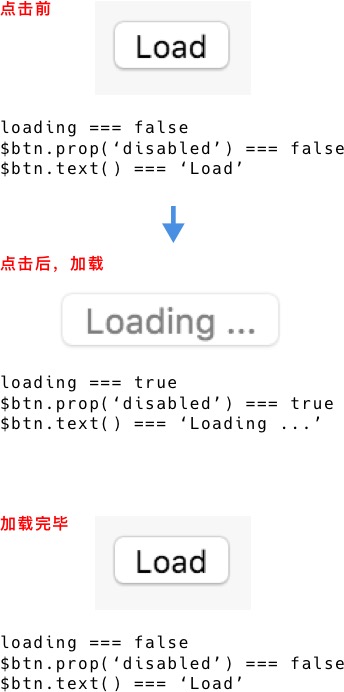 点击前
Load
loading === false
$btn.prop(‘disabled’) === false
$btn.text() === ‘Load’
点击后，加载
Loading ...
loading === true
$btn.prop(‘disabled’) === true
$btn.text() === ‘Loading ...’
加载完毕
Load
loading === false
$btn.prop(‘disabled’) === false
$btn.text() === ‘Load’